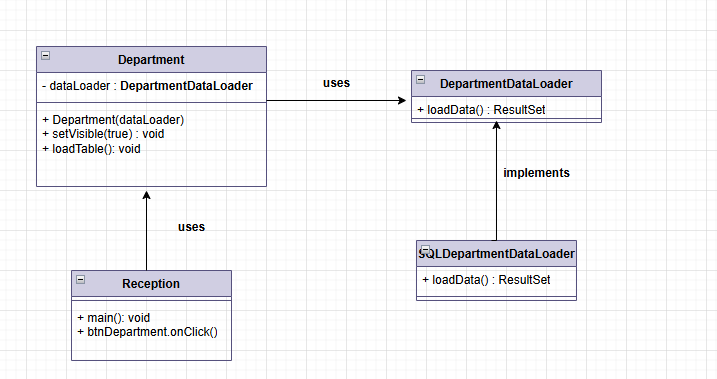 Department
- dataLoader : DepartmentDataLoader
+ Department(dataLoader)
+ setVisible(true) : void
+ loadTable(): void
uses
DepartmentDataLoader
+ loadData() : ResultSet
implements
SQLDepartmentDataLoader
+ loadData() : ResultSet
uses
Reception
+ main(): void
+ btnDepartment.onClick()